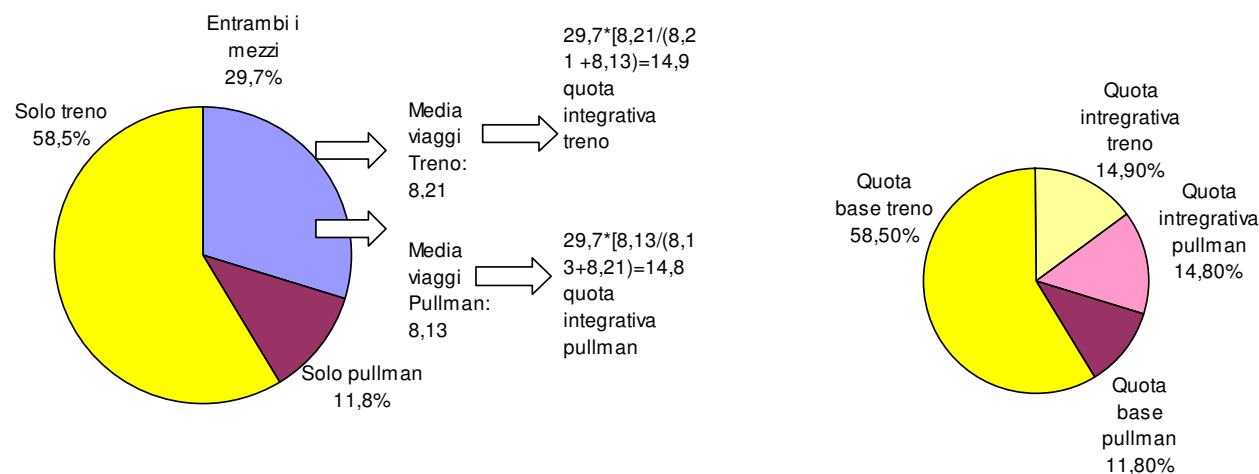 Entrambi i
mezzi
29,7%
Solo treno
58,5%
Solo pullman
11,8%
Media
viaggi
Treno:
8,21
29,7*[8,21/(8,2
1 +8,13)=14,9
quota
integrativa
treno
Media
viaggi
Pullman:
8,13
29,7*[8,13/(8,1
3+8,21)=14,8
quota
integrativa
pullman
Quota
base treno
58,50%
Quota
intregrativa
treno
14,90%
Quota
intregrativa
pullman
14,80%
Quota
base
pullman
11,80%